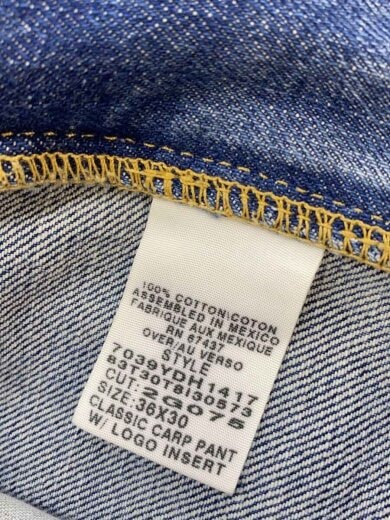 100% COTTON\COTON
ASSEMBLED IN MEXICO
FABRIQUE AUX MEXIQUE
RN 67437
OVER/AU VERSO
STYLE
7039YDH1417
83T30T8I30873
CUT: 2G075
SIZE: 36X30
CLASSIC CARP PANT
W/ LOGO INSERT